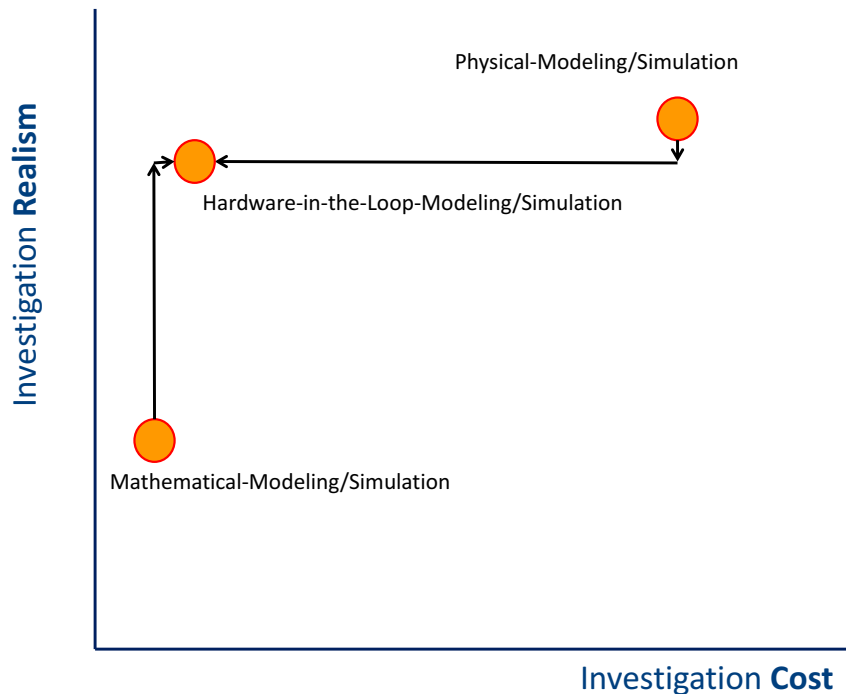 Physical-Modeling/Simulation
Hardware-in-the-Loop-Modeling/Simulation
Mathematical-Modeling/Simulation
Investigation Realism
Investigation Cost